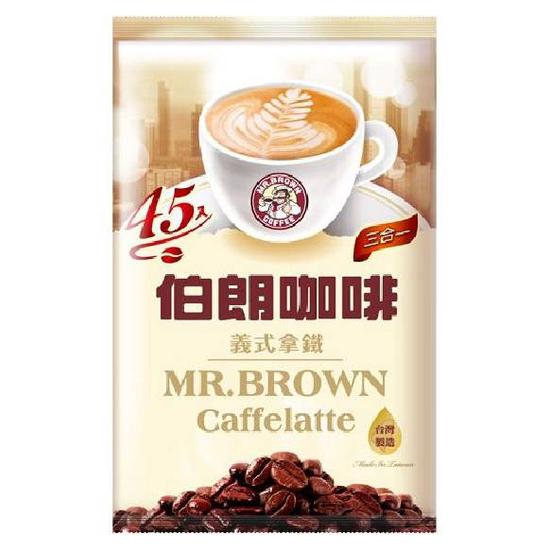 MR.BROWN
COFFEE
45入
三合一
伯朗咖啡
義式拿鐵
MR.BROWN
Caffelatte
台灣
製造
Made In Taiwan